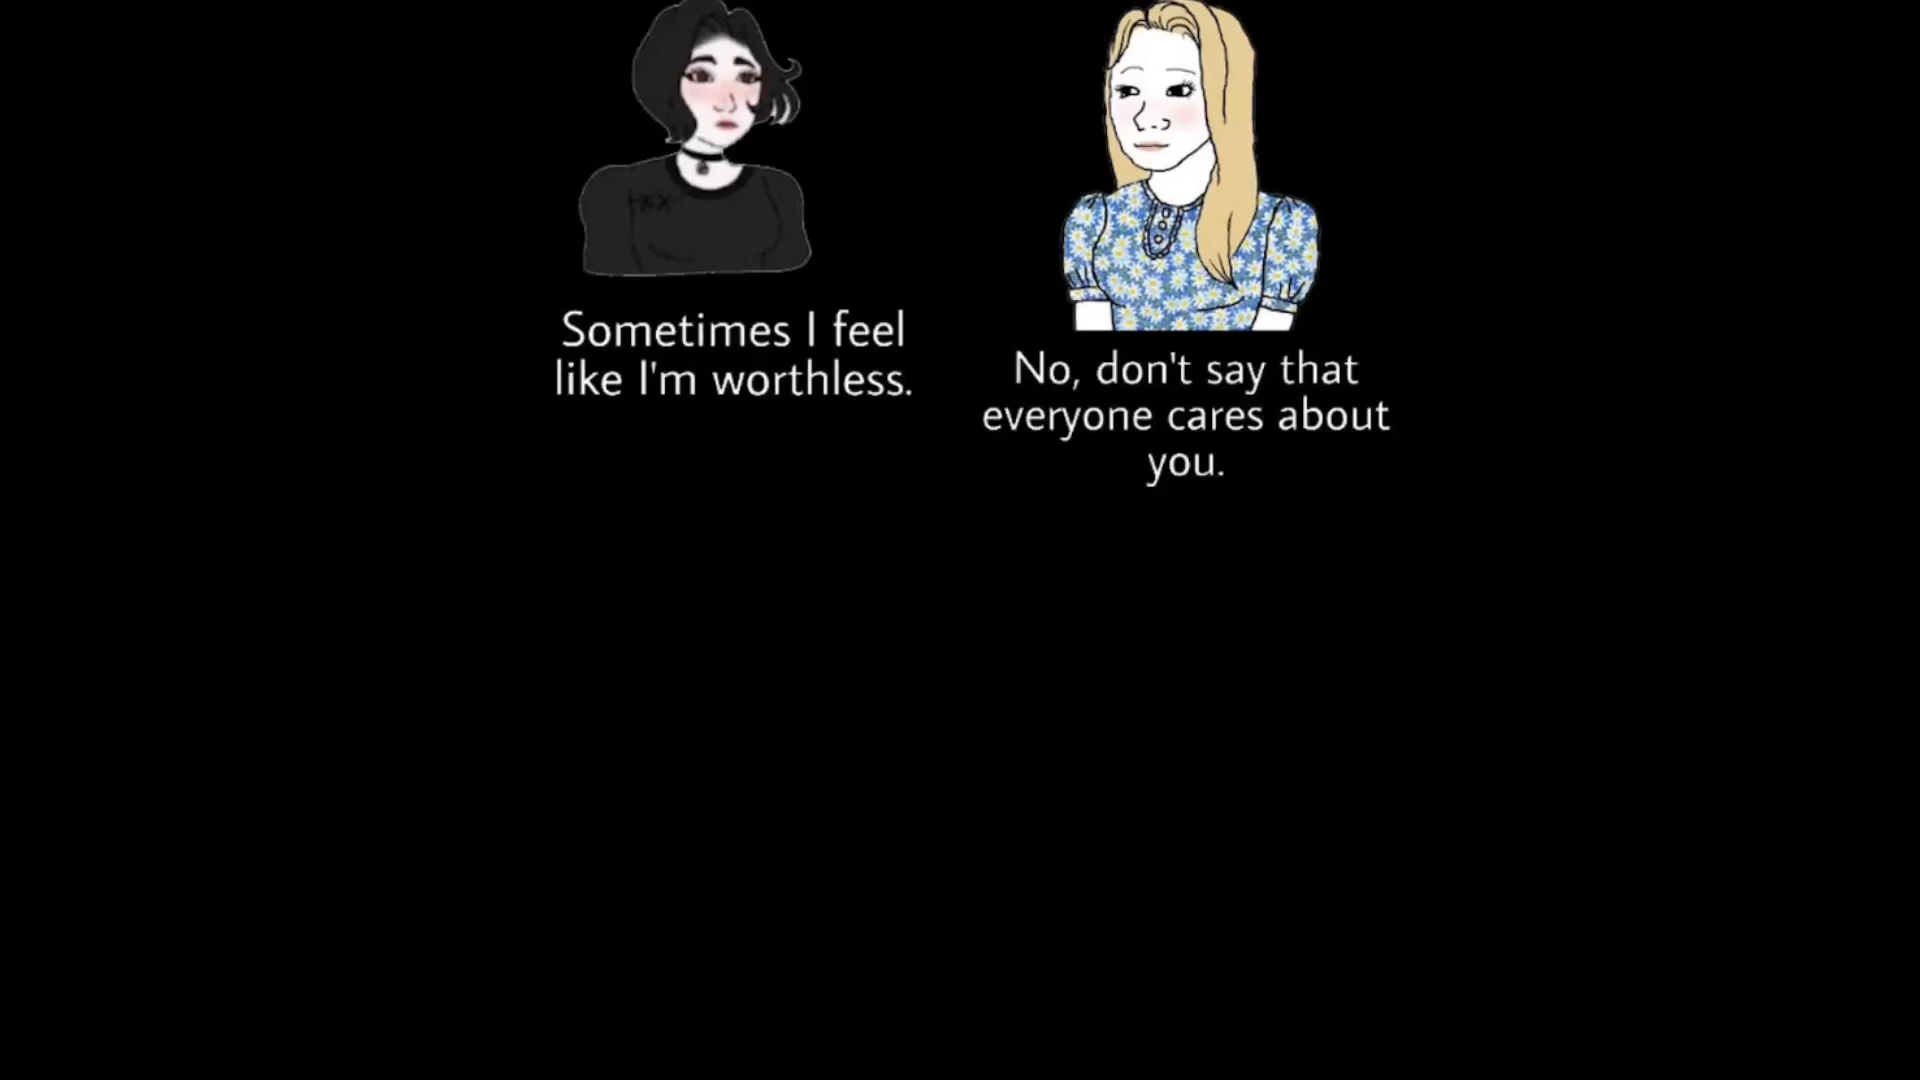 Sometimes I feel
like I'm worthless.
No, don't say that
everyone cares about
you.